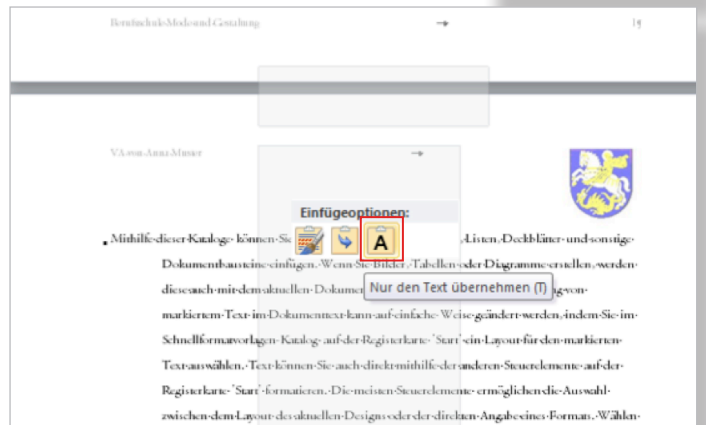 Berufsschule Mode und Gestaltung → 1¶
VA von Anna Muster →
Einfügeoptionen:
A
Mithilfe dieser Kataloge können Sie , Listen, Deckblätter und sonstige
Dokumentbausteine einfügen. Wenn Sie Bilder, Tabellen oder Diagramme erstellen, werden
diese auch mit dem aktuellen Dokumen
Nur den Text übernehmen (T)
von
markiertem Text im Dokumenttext kann auf einfache Weise geändert werden, indem Sie im
Schnellformatvorlagen-Katalog auf der Registerkarte 'Start' ein Layout für den markierten
Text auswählen. Text können Sie auch direkt mithilfe der anderen Steuerelemente auf der
Registerkarte 'Start' formatieren. Die meisten Steuerelemente ermöglichen die Auswahl
zwischen dem Layout des aktuellen Designs oder der direkten Angabe eines Formats. Wählen